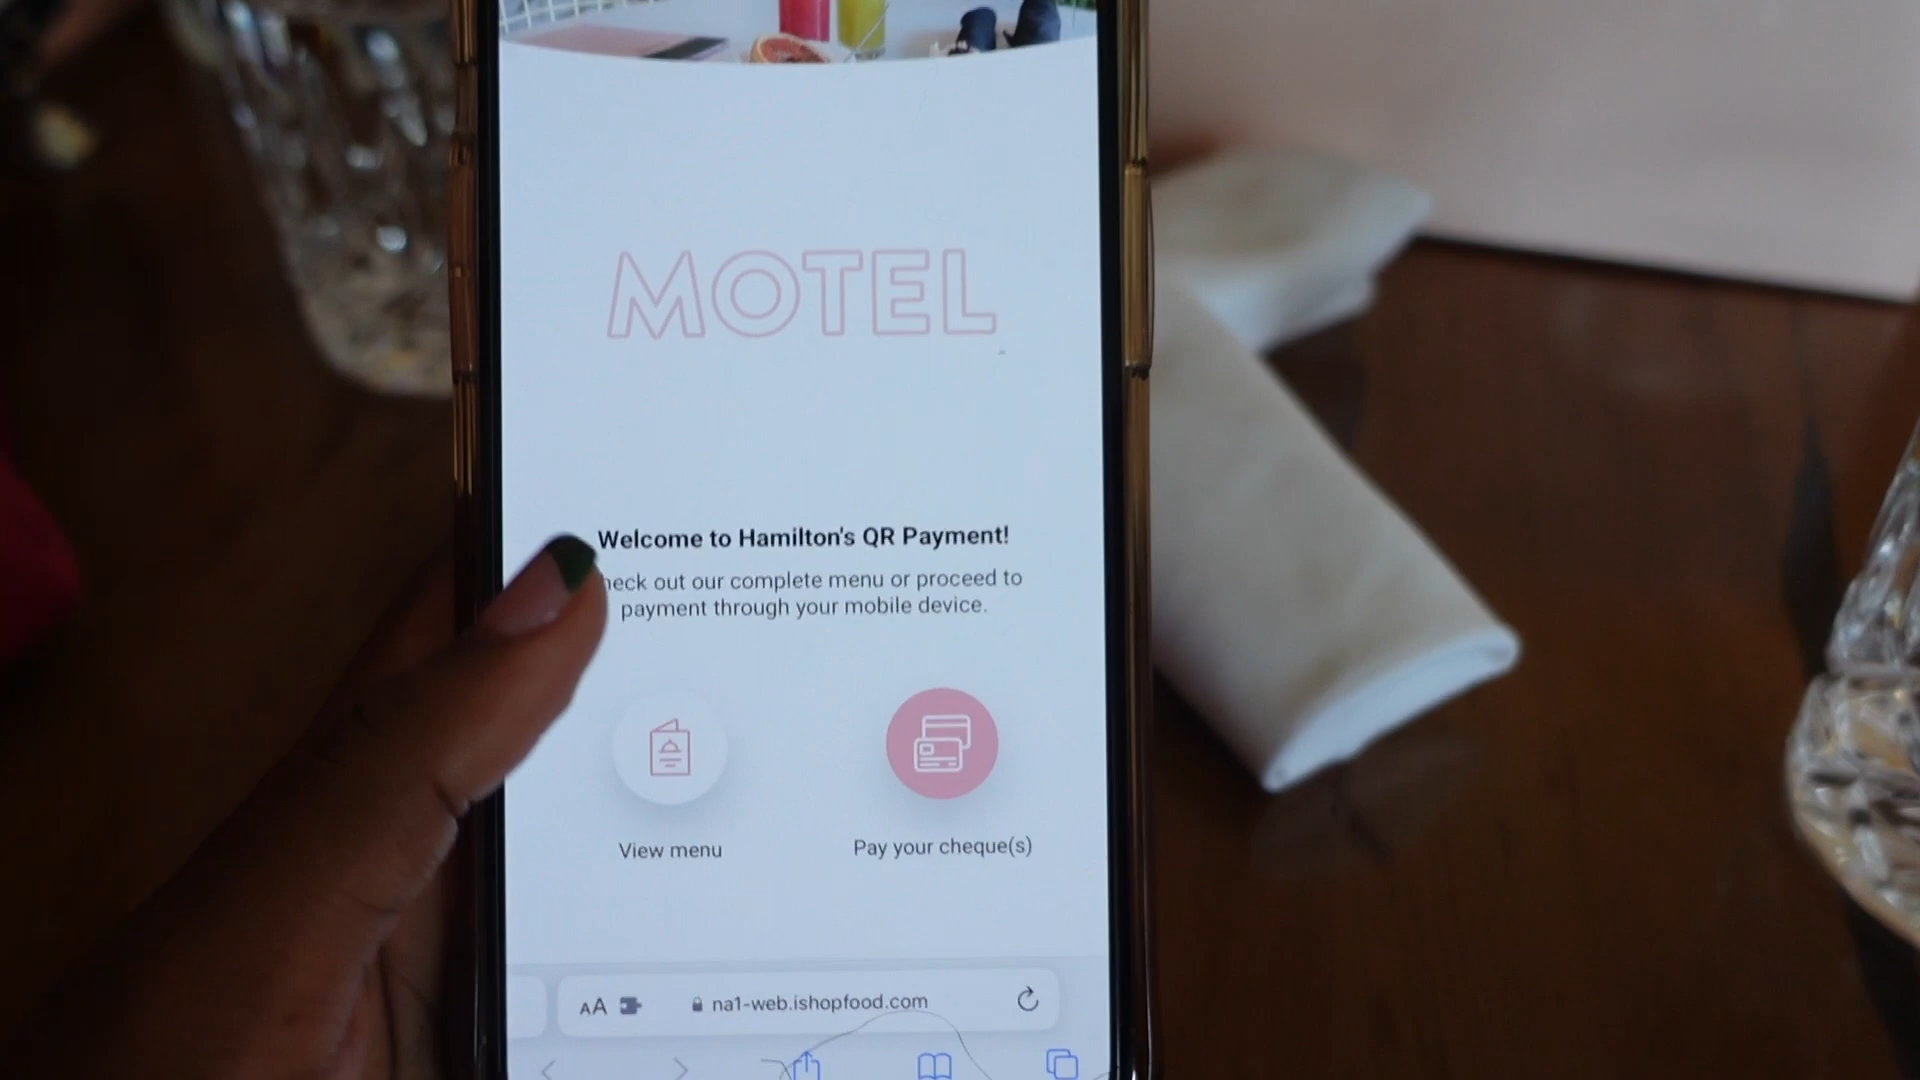 MOTEL
Welcome to Hamilton's QR Payment!
heck out our complete menu or proceed to
payment through your mobile device.
View menu
Pay your cheque(s)
AA
na1-web.ishopfood.com